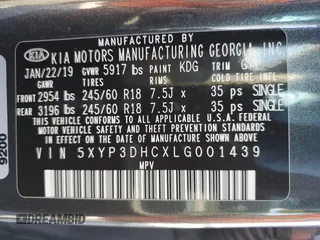 MANUFACTURED BY
KIA KIA MOTORS MANUFACTURING GEORGIA, INC.
JAN/22/19 GVWR 5917 LBS PAINT KDG TRIM
GAWR TIRES RIMS COLD TIRE PRES.
FRONT 2954 LBS 245/60 R18 7.5J X 35 PSI SINGLE
REAR 3196 LBS 245/60 R18 7.5J X 35 PSI SINGLE
THIS VEHICLE CONFORMS TO ALL APPLICABLE FEDERAL MOTOR VEHICLE SAFETY AND THEFT PREVENTION STANDARDS IN EFFECT ON THE DATE OF MANUFACTURE SHOWN ABOVE.
VIN 5XYP3DHCXLG001439
MPV
9200
DREAMBID